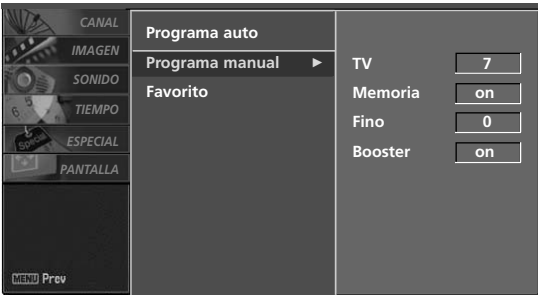 CANAL
IMAGEN
SONIDO
TIEMPO
ESPECIAL
PANTALLA
MENU Prev
Programa auto
Programa manual ►
Favorito
TV 7
Memoria on
Fino 0
Booster on